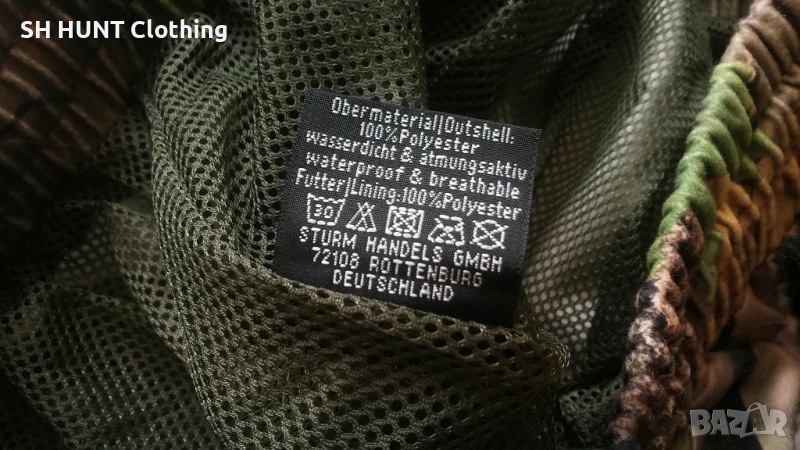 SH HUNT Clothing
Obermaterial|Outshell:
100%Polyester
wasserdicht & atmungsaktiv
waterproof & breathable
Futter|Lining:100%Polyester
30
STURM HANDELS GMBH
72108 ROTTENBURG
DEUTSCHLAND
BAZAR